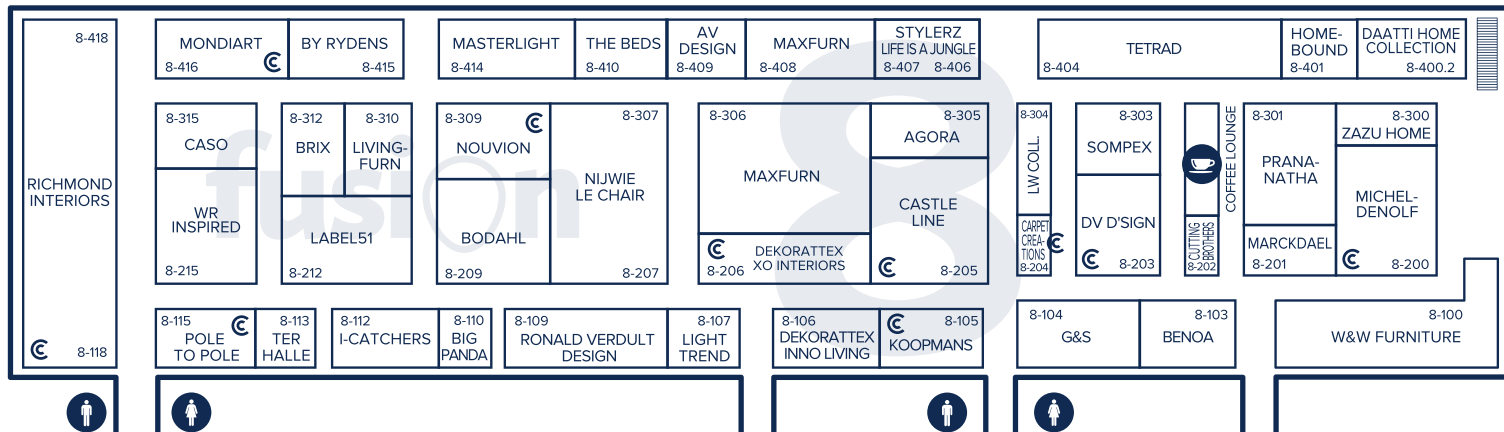 8-418
RICHMOND
INTERIORS
8-118
MONDIART
8-416
BY RYDENS
8-415
MASTERLIGHT
8-414
THE BEDS
8-410
AV
DESIGN
8-409
MAXFURN
8-408
STYLERZ
LIFE IS A JUNGLE
8-407 8-406
TETRAD
8-404
HOME-
BOUND
8-401
DAATTI HOME
COLLECTION
8-400.2
8-315
CASO
WR
INSPIRED
8-215
8-312
BRIX
8-310
LIVING-
FURN
LABEL51
8-212
8-309
NOUVION
BODAHL
8-209
8-307
NIJWIE
LE CHAIR
8-207
8-306
MAXFURN
8-206
DEKORATTEX
XO INTERIORS
8-305
AGORA
CASTLE
LINE
8-205
8-304
LW COLL.
CARPET
CREA-
TIONS
8-204
8-303
SOMPEX
DV D'SIGN
8-203
COFFEE LOUNGE
CUTTING
BROTHERS
8-202
8-301
PRANA-
NATHA
MARCKDAEL
8-201
8-300
ZAZU HOME
MICHEL-
DENOLF
8-200
fusion
8
8-115
POLE
TO POLE
8-113
TER
HALLE
8-112
I-CATCHERS
8-110
BIG
PANDA
8-109
RONALD VERDULT
DESIGN
8-107
LIGHT
TREND
8-106
DEKORATTEX
INNO LIVING
8-105
KOOPMANS
8-104
G&S
8-103
BENOA
8-100
W&W FURNITURE